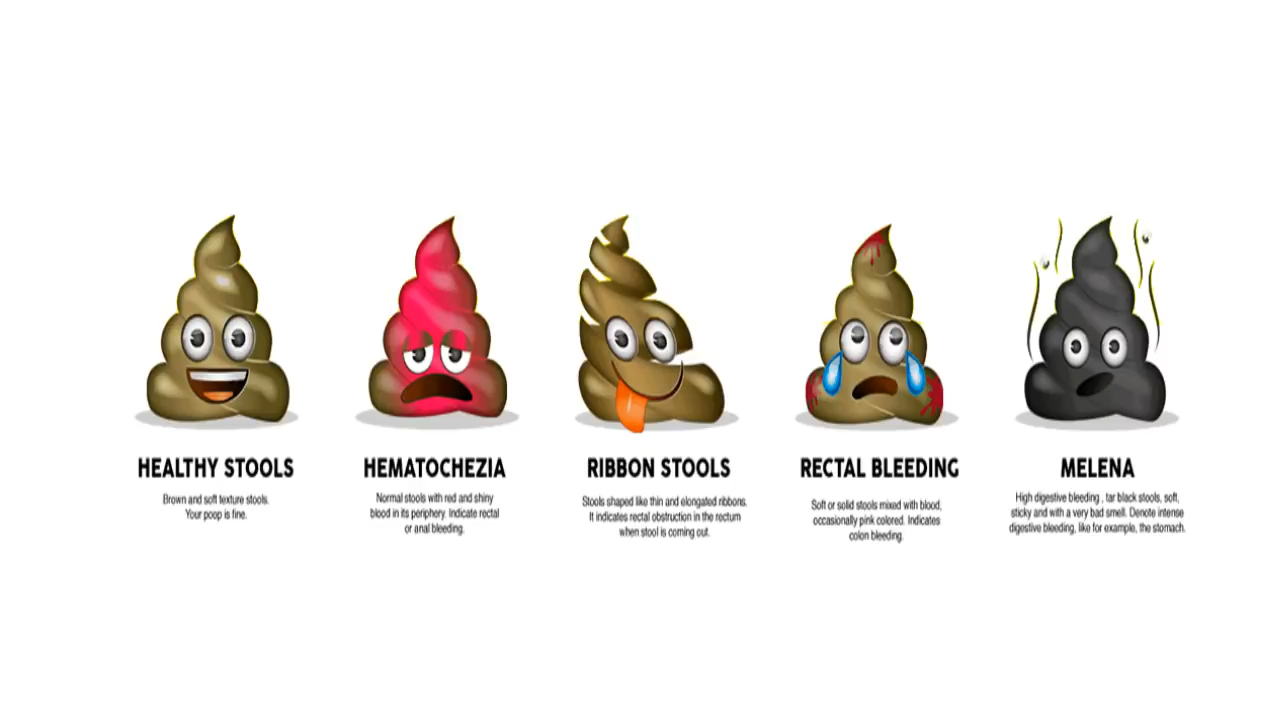 HEALTHY STOOLS
Brown and soft texture stools.
Your poop is fine.
HEMATOCHEZIA
Normal stools with red and shiny
blood in its periphery. Indicate rectal
or anal bleeding.
RIBBON STOOLS
Stools shaped like thin and elongated ribbons.
It indicates rectal obstruction in the rectum
when stool is coming out.
RECTAL BLEEDING
Soft or solid stools mixed with blood,
occasionally pink colored. Indicates
colon bleeding.
MELENA
High digestive bleeding , tar black stools, soft,
sticky and with a very bad smell. Denote intense
digestive bleeding, like for example, the stomach.